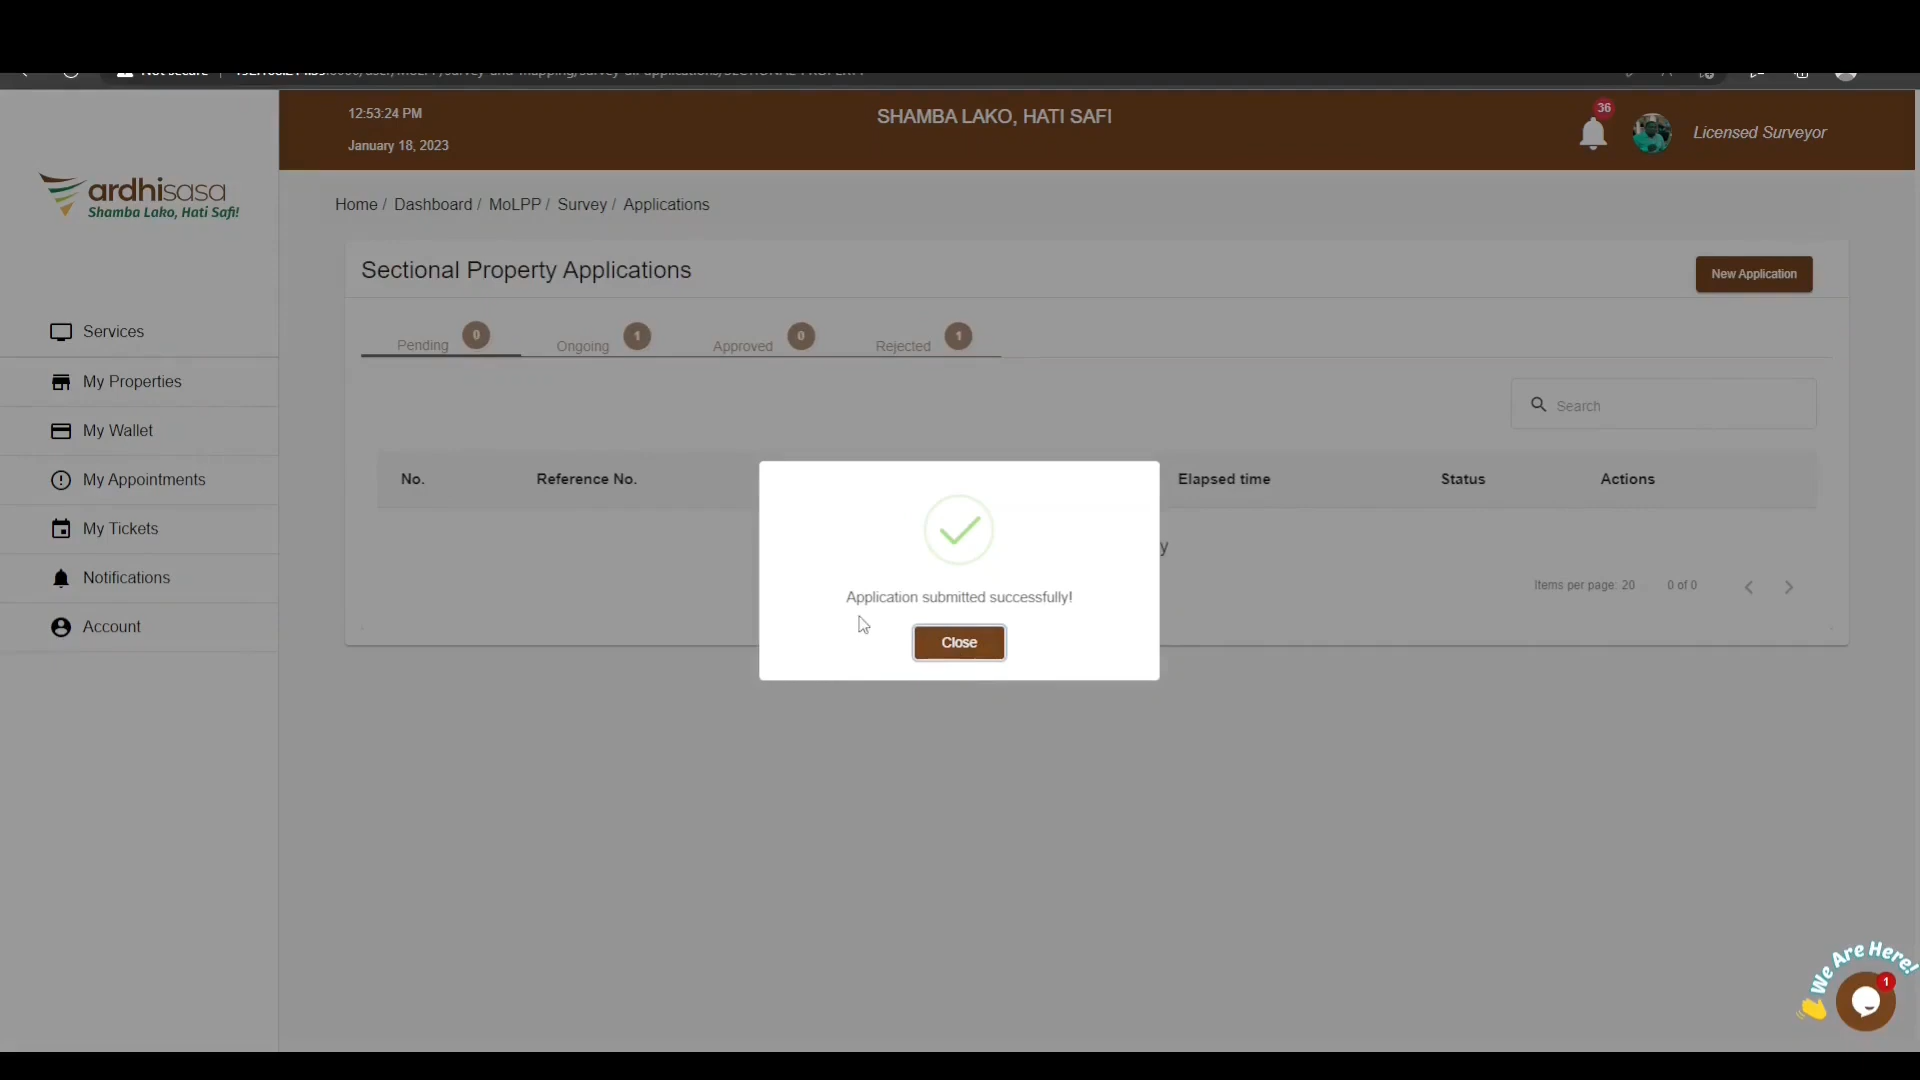 Not secure
12:53:24 PM
January 18, 2023
SHAMBA LAKO, HATI SAFI
36
Licensed Surveyor
ardhisasa
Shamba Lako, Hati Safi!
Home / Dashboard / MoLPP / Survey / Applications
Services
My Properties
My Wallet
My Appointments
My Tickets
Notifications
Account
Sectional Property Applications
New Application
Pending 0
Ongoing 1
Approved 0
Rejected 1
Search
No. Reference No. Elapsed time Status Actions
y
Items per page: 20 0 of 0
Application submitted successfully!
Close
We Are Here!
1